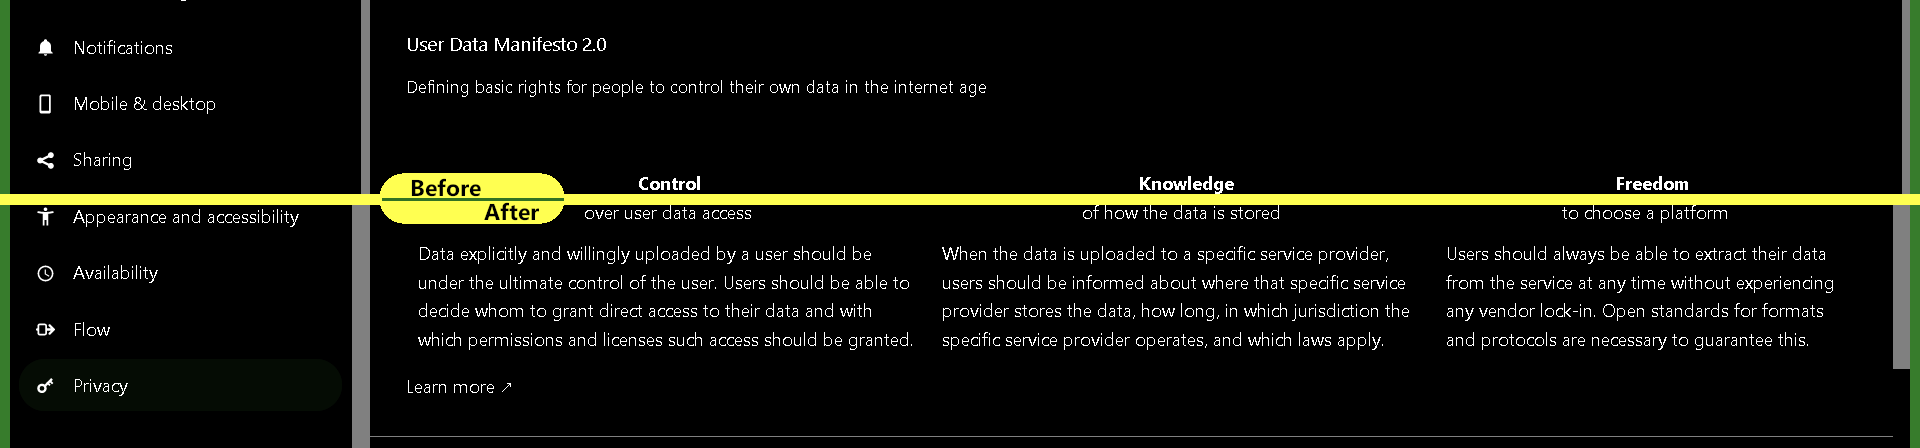 Notifications
Mobile & desktop
Sharing
Appearance and accessibility
Availability
Flow
Privacy
User Data Manifesto 2.0
Defining basic rights for people to control their own data in the internet age
Before
After
Control
over user data access
Data explicitly and willingly uploaded by a user should be
under the ultimate control of the user. Users should be able to
decide whom to grant direct access to their data and with
which permissions and licenses such access should be granted.
Knowledge
of how the data is stored
When the data is uploaded to a specific service provider,
users should be informed about where that specific service
provider stores the data, how long, in which jurisdiction the
specific service provider operates, and which laws apply.
Freedom
to choose a platform
Users should always be able to extract their data
from the service at any time without experiencing
any vendor lock-in. Open standards for formats
and protocols are necessary to guarantee this.
Learn more ↗